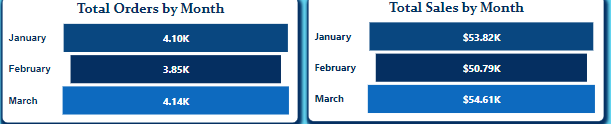 Total Orders by Month
January 4.10K
February 3.85K
March 4.14K
Total Sales by Month
January $53.82K
February $50.79K
March $54.61K